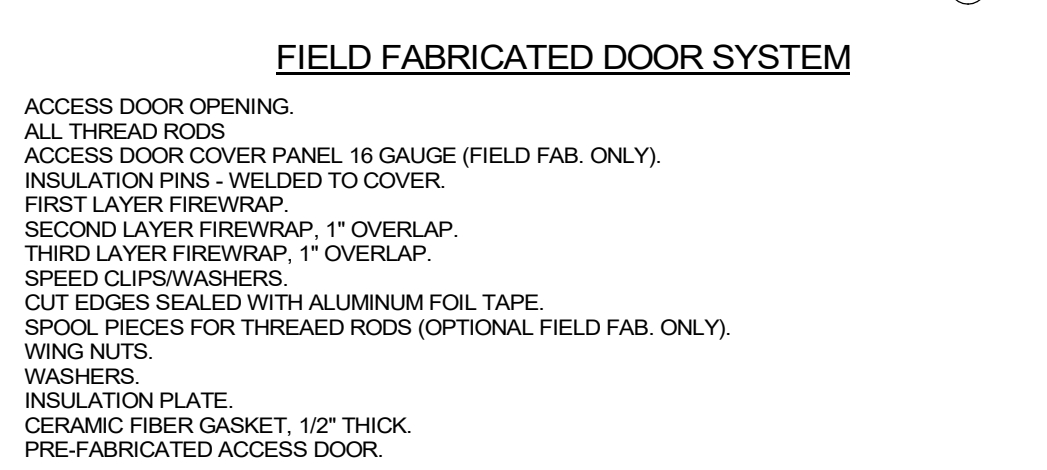 FIELD FABRICATED DOOR SYSTEM
ACCESS DOOR OPENING.
ALL THREAD RODS
ACCESS DOOR COVER PANEL 16 GAUGE (FIELD FAB. ONLY).
INSULATION PINS - WELDED TO COVER.
FIRST LAYER FIREWRAP.
SECOND LAYER FIREWRAP, 1" OVERLAP.
THIRD LAYER FIREWRAP, 1" OVERLAP.
SPEED CLIPS/WASHERS.
CUT EDGES SEALED WITH ALUMINUM FOIL TAPE.
SPOOL PIECES FOR THREAED RODS (OPTIONAL FIELD FAB. ONLY).
WING NUTS.
WASHERS.
INSULATION PLATE.
CERAMIC FIBER GASKET, 1/2" THICK.
PRE-FABRICATED ACCESS DOOR.